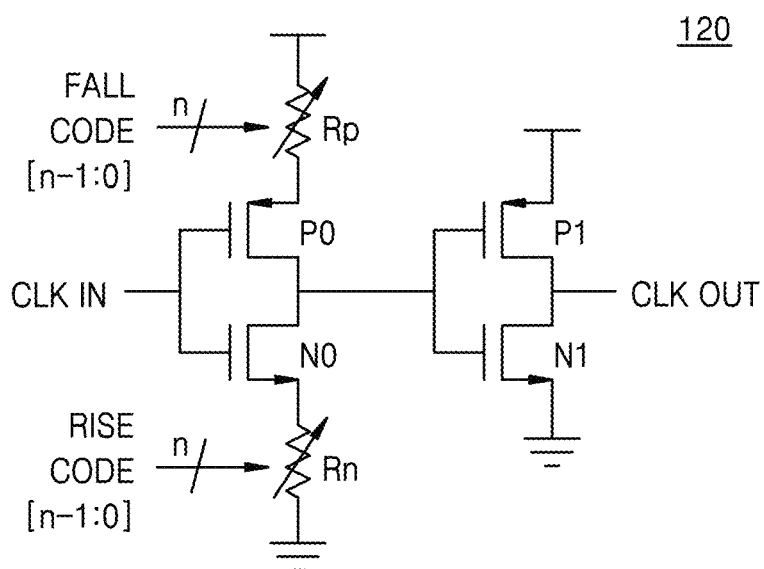 120
FALL
CODE
[n-1:0]
n
Rp
P0
P1
CLK IN
CLK OUT
N0
N1
RISE
CODE
[n-1:0]
n
Rn